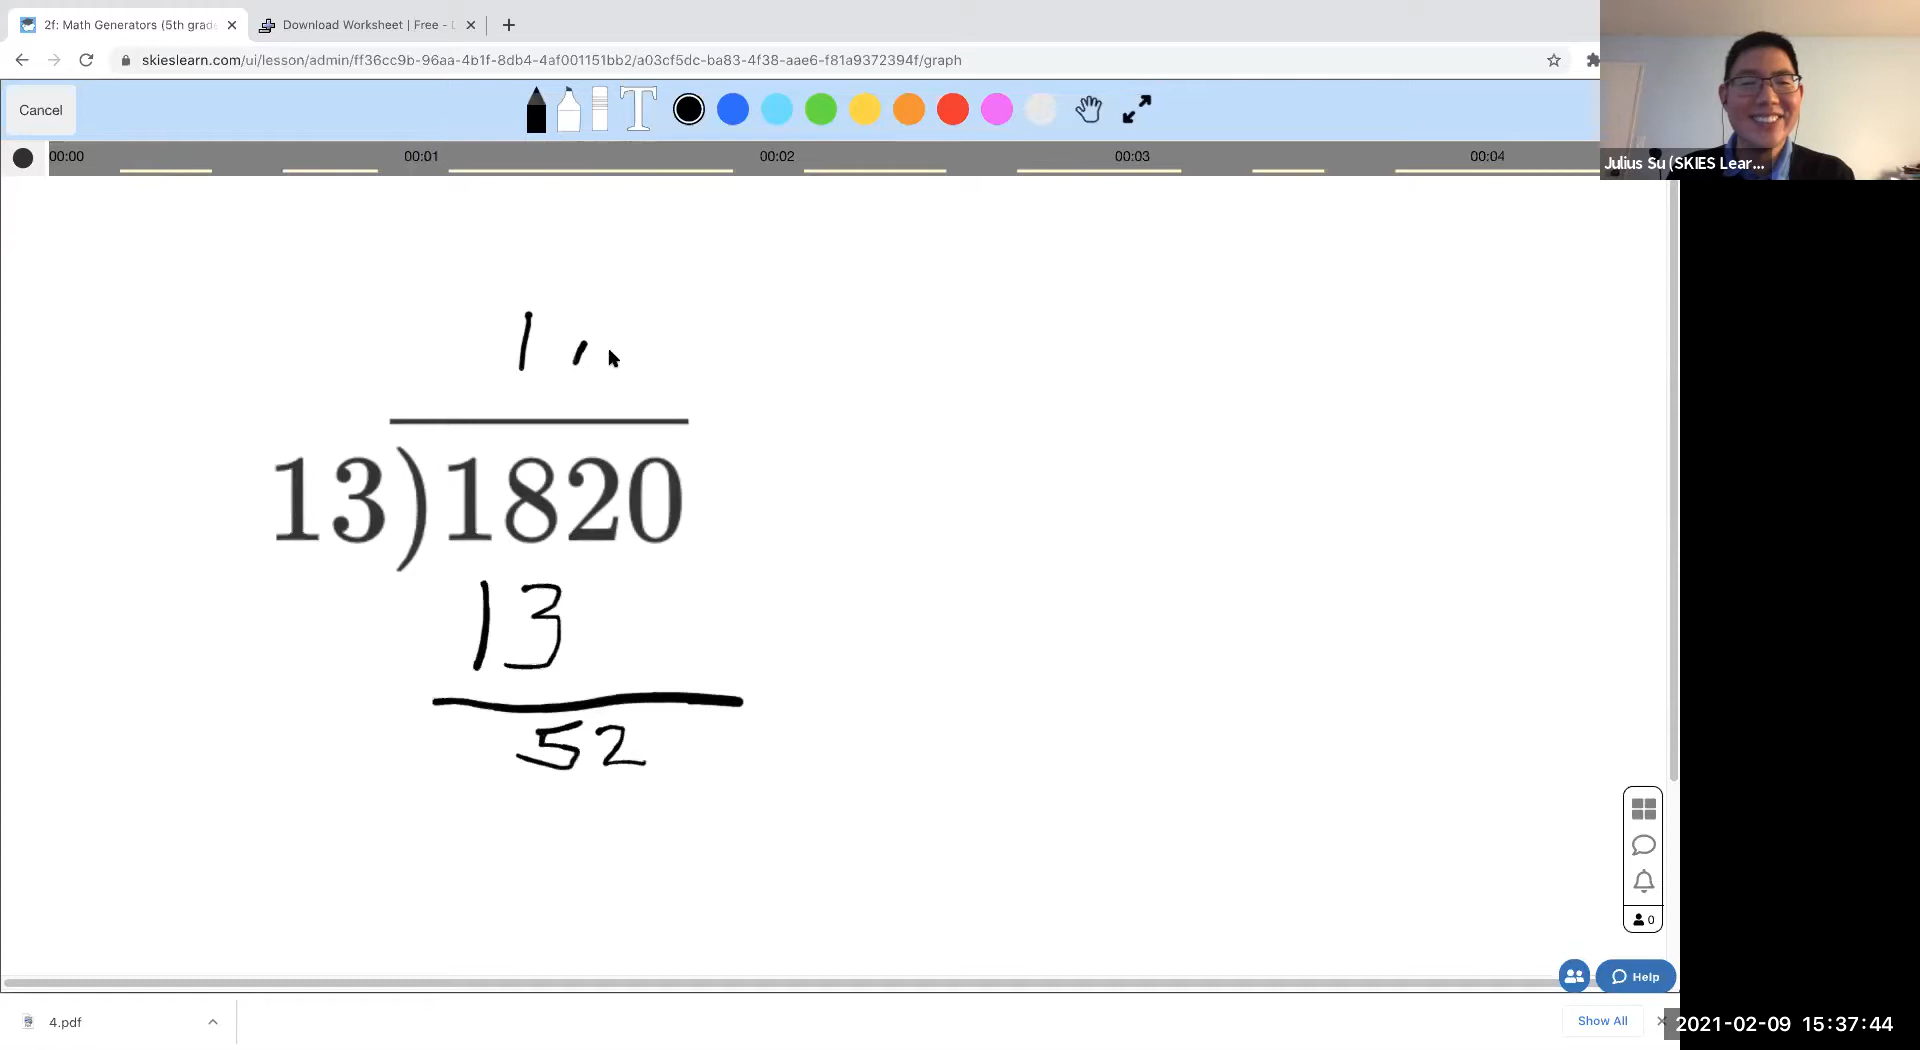 2f: Math Generators (5th grade
Download Worksheet | Free -
skieslearn.com/ui/lesson/admin/ff36cc9b-96aa-4b1f-8db4-4af001151bb2/a03cf5dc-ba83-4f38-aae6-f81a9372394f/graph
Cancel
T
00:00 00:01 00:02 00:03 00:04
Julius Su (SKIES Lear...
1
13)1820
13
52
0
Help
4.pdf
Show All
2021-02-09 15:37:44